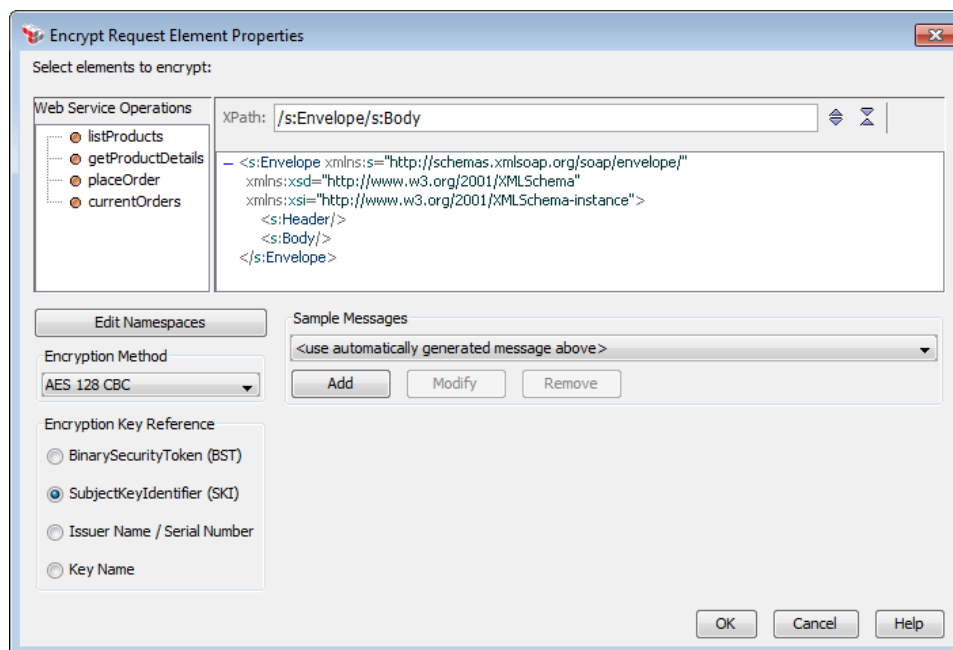 Encrypt Request Element Properties
Select elements to encrypt:
Web Service Operations
listProducts
getProductDetails
placeOrder
currentOrders
XPath: /s:Envelope/s:Body
– <s:Envelope xmlns:s="http://schemas.xmlsoap.org/soap/envelope/"
xmlns:xsd="http://www.w3.org/2001/XMLSchema"
xmlns:xsi="http://www.w3.org/2001/XMLSchema-instance">
<s:Header/>
<s:Body/>
</s:Envelope>
Edit Namespaces
Encryption Method
AES 128 CBC
Encryption Key Reference
BinarySecurityToken (BST)
SubjectKeyIdentifier (SKI)
Issuer Name / Serial Number
Key Name
Sample Messages
<use automatically generated message above>
Add Modify Remove
OK Cancel Help